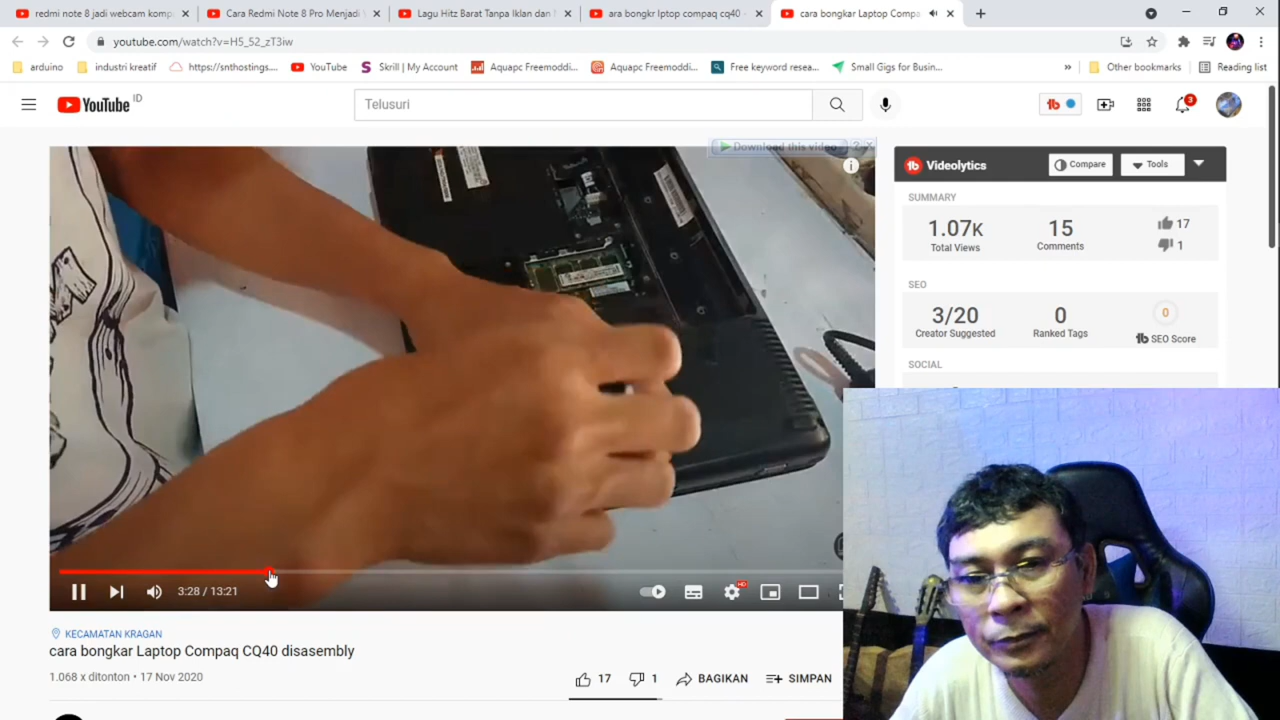 redmi note 8 jadi webcam komp
Cara Redmi Note 8 Pro Menjadi
Lagu Hitz Barat Tanpa Iklan dan
ara bongkr lptop compaq cq40 -
cara bongkar Laptop Compa
youtube.com/watch?v=H5_52_zT3iw
arduino
industri kreatif
https://snthostings....
YouTube
Skrill | My Account
Aquapc Freemoddi...
Aquapc Freemoddi...
Free keyword resea...
Small Gigs for Busin...
»
Other bookmarks
Reading list
YouTube ID
Telusuri
tb
3
Download this video
?
Videolytics
Compare
Tools
SUMMARY
1.07K
Total Views
15
Comments
17
1
SEO
3/20
Creator Suggested
0
Ranked Tags
0
tb SEO Score
SOCIAL
3:28 / 13:21
HD
KECAMATAN KRAGAN
cara bongkar Laptop Compaq CQ40 disasembly
1.068 x ditonton • 17 Nov 2020
17
1
BAGIKAN
SIMPAN